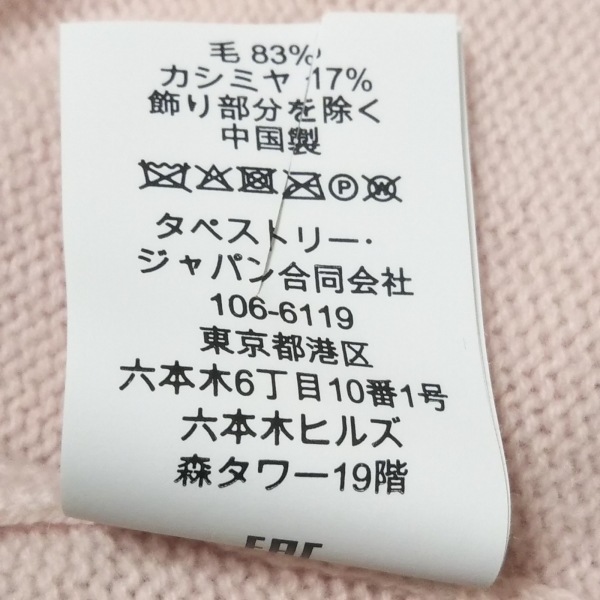 毛 83%
カシミヤ 17%
飾り部分を除く
中国製
P W
タペストリー・
ジャパン合同会社
106-6119
東京都港区
六本木6丁目10番1号
六本木ヒルズ
森タワー19階